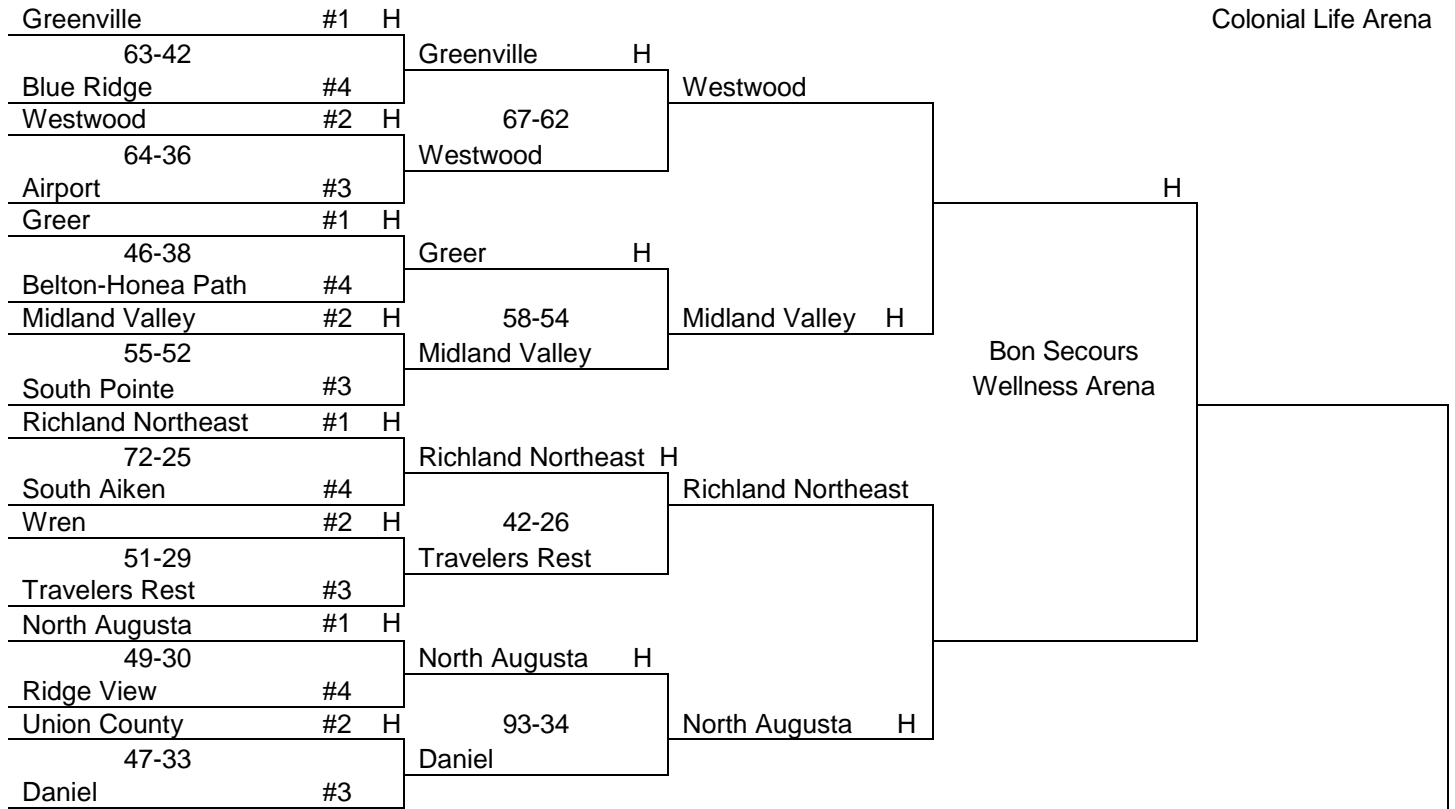 Greenville #1 H Colonial Life Arena
63-42 Greenville H
Blue Ridge #4 Westwood
Westwood #2 H 67-62
64-36 Westwood
Airport #3 H
Greer #1 H
46-38 Greer H
Belton-Honea Path #4
Midland Valley #2 H 58-54 Midland Valley H
55-52 Midland Valley Bon Secours
South Pointe #3 Wellness Arena
Richland Northeast #1 H
72-25 Richland Northeast H
South Aiken #4 Richland Northeast
Wren #2 H 42-26
51-29 Travelers Rest
Travelers Rest #3
North Augusta #1 H
49-30 North Augusta H
Ridge View #4
Union County #2 H 93-34 North Augusta H
47-33 Daniel
Daniel #3